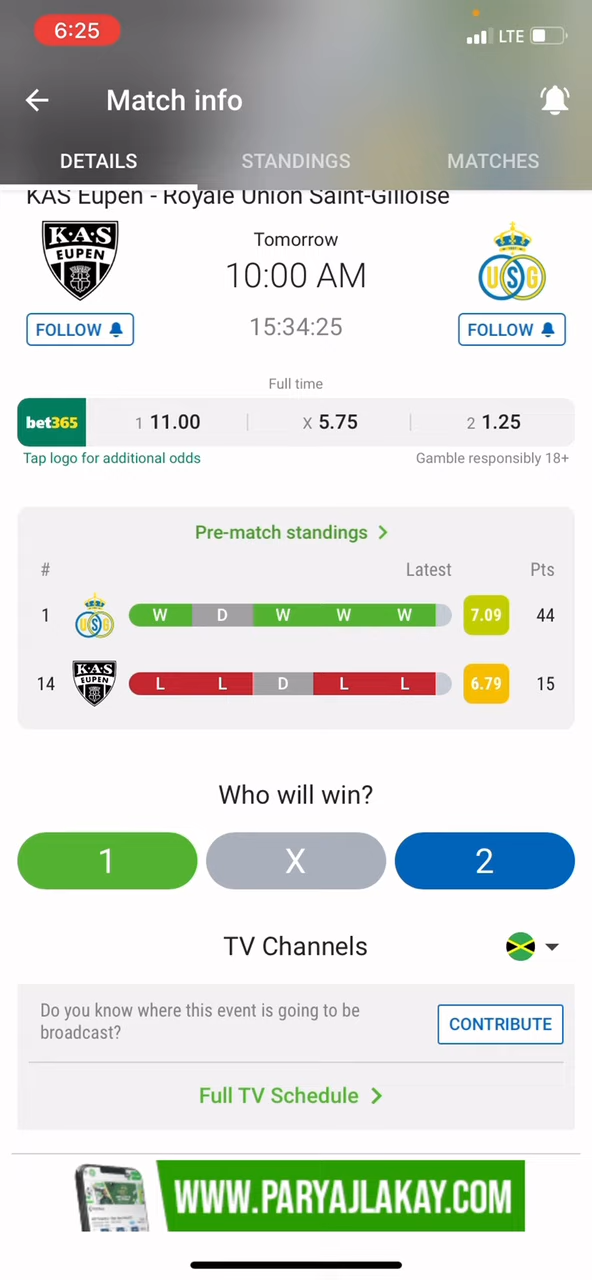 6:25
LTE
Match info
DETAILS STANDINGS MATCHES
KAS Eupen - Royale Union Saint-Gilloise
K·A·S
EUPEN
Tomorrow
10:00 AM
15:34:25
USG
FOLLOW
FOLLOW
Full time
bet365 1 11.00 X 5.75 2 1.25
Tap logo for additional odds Gamble responsibly 18+
Pre-match standings >
# Latest Pts
1 USG W D W W W 7.09 44
14 K·A·S EUPEN L L D L L 6.79 15
Who will win?
1 X 2
TV Channels
Do you know where this event is going to be
broadcast?
CONTRIBUTE
Full TV Schedule >
WWW.PARYAJLAKAY.COM